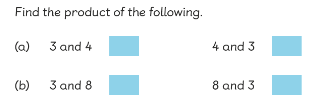 Find the product of the following.
(a) 3 and 4 4 and 3
(b) 3 and 8 8 and 3